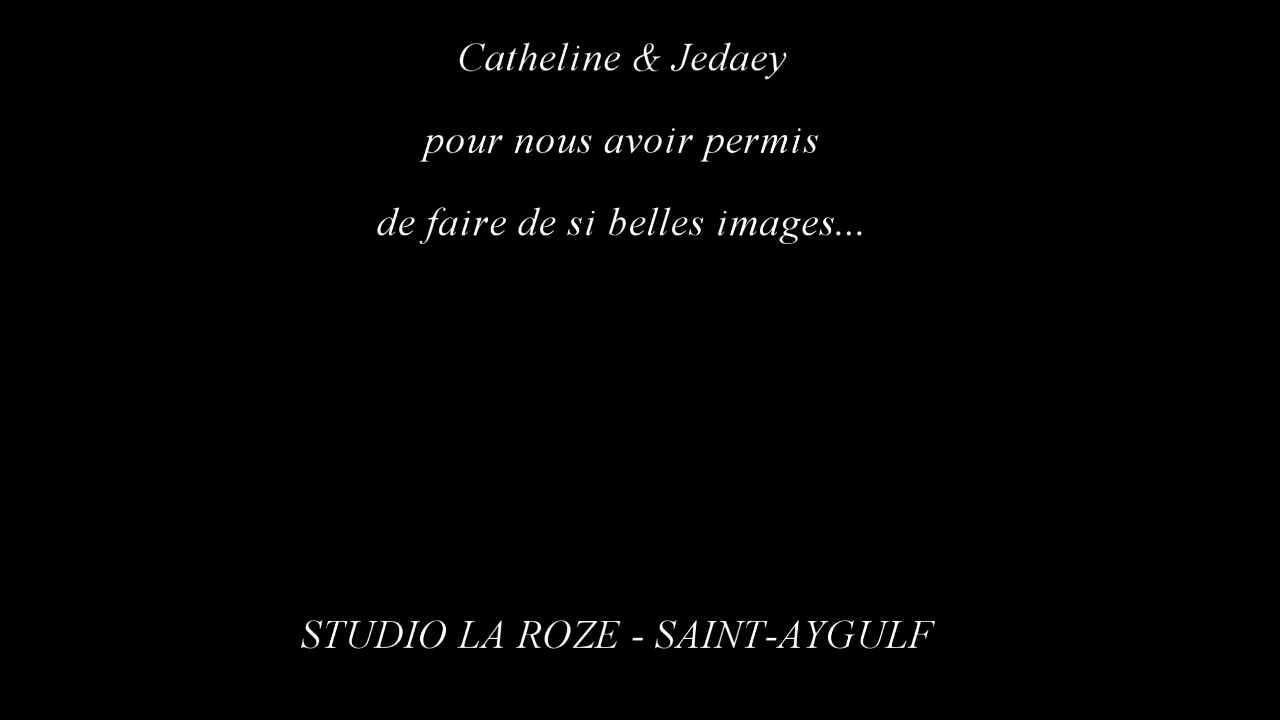 Catheline & Jedaey
pour nous avoir permis
de faire de si belles images...
STUDIO LA ROZE - SAINT-AYGULF